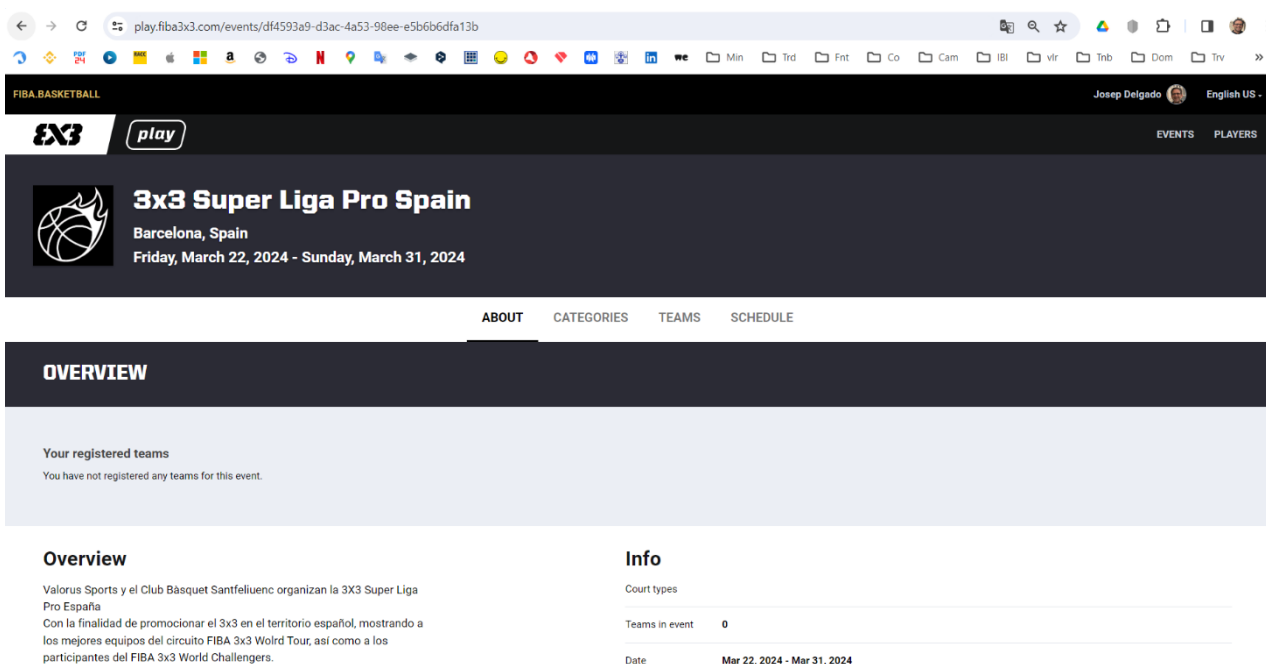 play.fiba3x3.com/events/df4593a9-d3ac-4a53-98ee-e5b6b6dfa13b
PDF 24 RACC a N in we Min Trd Fnt Co Cam IBI vlr Tnb Dom Trv »
FIBA.BASKETBALL Josep Delgado English US
3X3 play EVENTS PLAYERS
3x3 Super Liga Pro Spain
Barcelona, Spain
Friday, March 22, 2024 - Sunday, March 31, 2024
ABOUT CATEGORIES TEAMS SCHEDULE
OVERVIEW
Your registered teams
You have not registered any teams for this event.
Overview
Valorus Sports y el Club Bàsquet Santfeliuenc organizan la 3X3 Super Liga
Pro España
Con la finalidad de promocionar el 3x3 en el territorio español, mostrando a
los mejores equipos del circuito FIBA 3x3 Wolrd Tour, así como a los
participantes del FIBA 3x3 World Challengers.
Info
Court types
Teams in event 0
Date Mar 22, 2024 - Mar 31, 2024